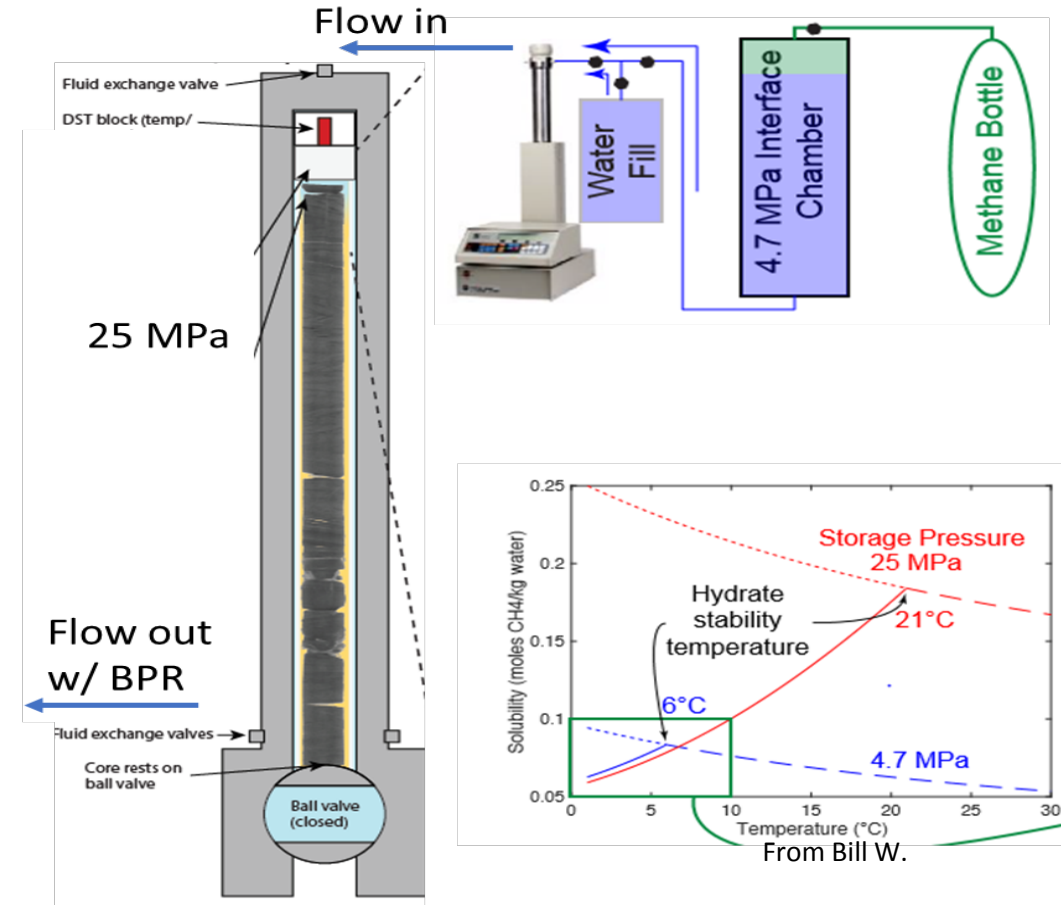 Flow in
Fluid exchange valve
DST block (temp/
25 MPa
Flow out
w/ BPR
Fluid exchange valves
Core rests on
ball valve
Ball valve
(closed)
Water
Fill
4.7 MPa Interface
Chamber
Methane Bottle
Solubility (moles CH4/kg water)
0.25
0.2
0.15
0.1
0.05
Storage Pressure
25 MPa
Hydrate
stability
temperature
21°C
6°C
4.7 MPa
0 5 10 15 20 25 30
Temperature (°C)
From Bill W.